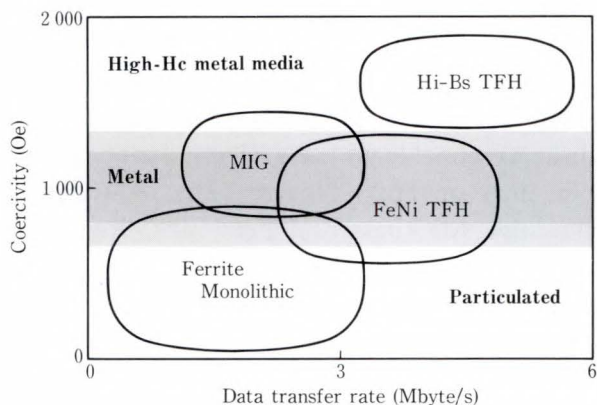 2 000
High-Hc metal media
Hi-Bs TFH
Coercivity (Oe)
MIG
Metal
1 000
FeNi TFH
Ferrite
Monolithic
Particulated
0
0
3
6
Data transfer rate (Mbyte/s)